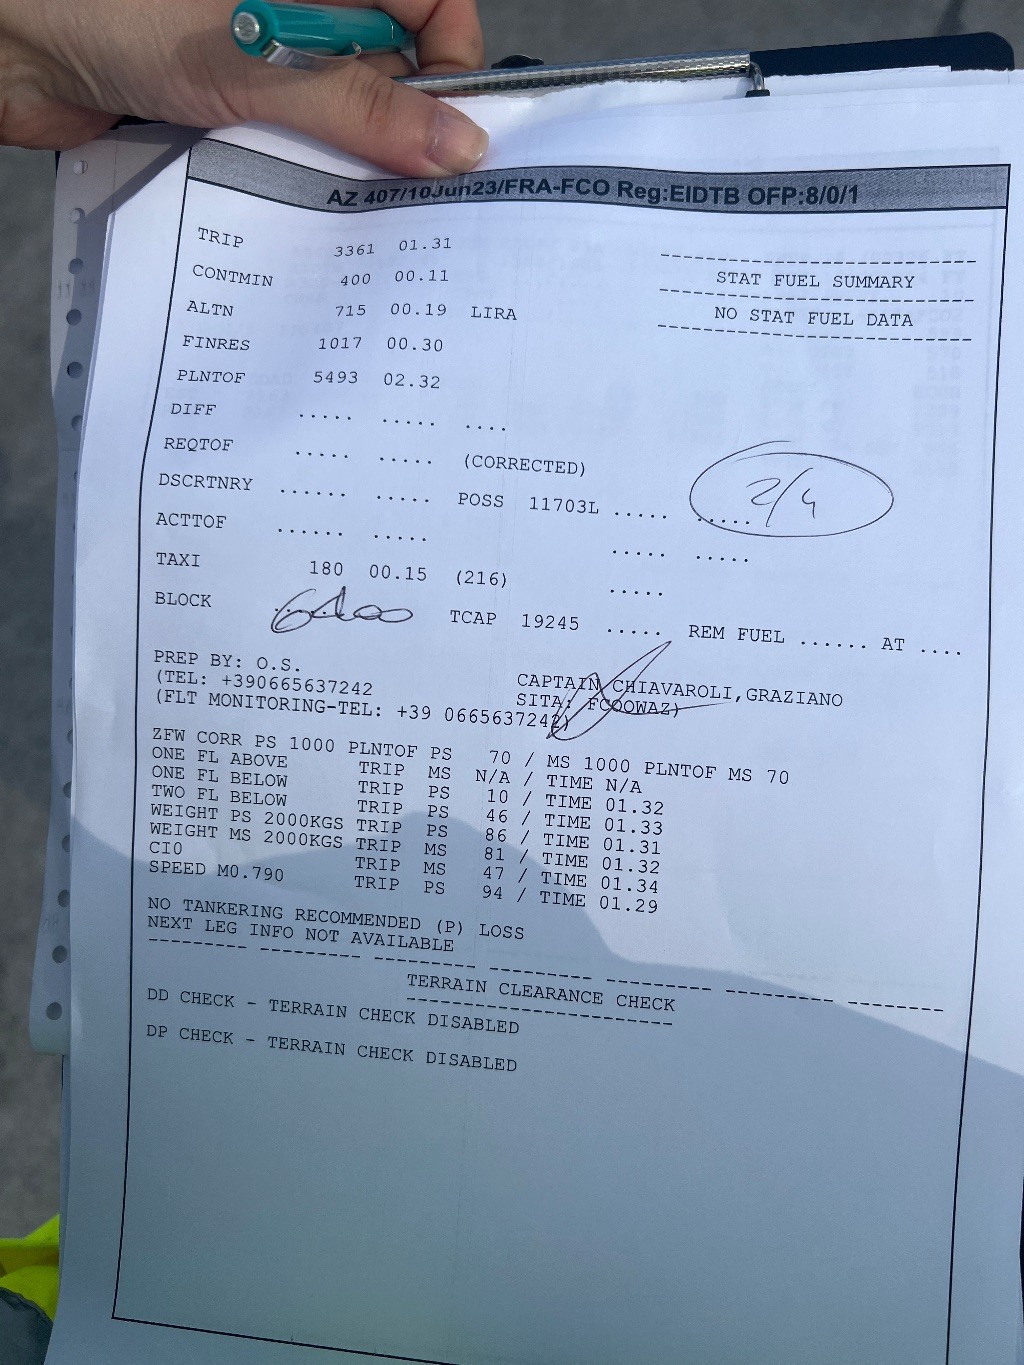 AZ 407/10Jun23/FRA-FCO Reg:EIDTB OFP:8/0/1
TRIP 3361 01.31
CONTMIN 400 00.11
ALTN 715 00.19 LIRA
FINRES 1017 00.30
PLNTOF 5493 02.32
STAT FUEL SUMMARY
NO STAT FUEL DATA
DIFF ..... ..... ....
REQTOF ..... ..... (CORRECTED)
DSCRTNRY ...... ..... POSS 11703L ..... .....
2/4
ACTTOF ...... ..... ..... .....
TAXI 180 00.15 (216) .....
BLOCK TCAP 19245 ..... REM FUEL ...... AT ....
PREP BY: O.S.
(TEL: +390665637242 CAPTAIN CHIAVAROLI,GRAZIANO
(FLT MONITORING-TEL: +39 0665637242) SITA: FCOOWAZ)
ZFW CORR PS 1000 PLNTOF PS 70 / MS 1000 PLNTOF MS 70
ONE FL ABOVE TRIP MS N/A / TIME N/A
ONE FL BELOW TRIP PS 10 / TIME 01.32
TWO FL BELOW TRIP PS 46 / TIME 01.33
WEIGHT PS 2000KGS TRIP PS 86 / TIME 01.31
WEIGHT MS 2000KGS TRIP MS 81 / TIME 01.32
CI0 TRIP MS 47 / TIME 01.34
SPEED M0.790 TRIP PS 94 / TIME 01.29
NO TANKERING RECOMMENDED (P) LOSS
NEXT LEG INFO NOT AVAILABLE
TERRAIN CLEARANCE CHECK
DD CHECK - TERRAIN CHECK DISABLED
DP CHECK - TERRAIN CHECK DISABLED